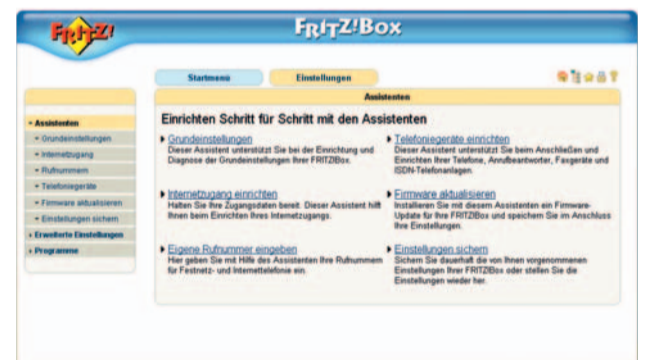 FRITZ!
FRITZ!Box
Startmenü
Einstellungen
Assistenten
Assistenten
Grundeinstellungen
Internetzugang
Rufnummern
Telefoniegeräte
Firmware aktualisieren
Einstellungen sichern
Erweiterte Einstellungen
Programme
Einrichten Schritt für Schritt mit den Assistenten
Grundeinstellungen
Dieser Assistent unterstützt Sie bei der Einrichtung und
Diagnose der Grundeinstellungen Ihrer FRITZ!Box.
Internetzugang einrichten
Halten Sie Ihre Zugangsdaten bereit. Dieser Assistent hilft
Ihnen beim Einrichten Ihres Internetzugangs.
Eigene Rufnummer eingeben
Hier geben Sie mit Hilfe des Assistenten Ihre Rufnummern
für Festnetz- und Internettelefonie ein.
Telefoniegeräte einrichten
Dieser Assistent unterstützt Sie beim Anschließen und
Einrichten Ihrer Telefone, Anrufbeantworter, Faxgeräte und
ISDN-Telefonanlagen.
Firmware aktualisieren
Installieren Sie mit diesem Assistenten ein Firmware-
Update für Ihre FRITZ!Box und speichern Sie im Anschluss
Ihre Einstellungen.
Einstellungen sichern
Sichern Sie dauerhaft die von Ihnen vorgenommenen
Einstellungen Ihrer FRITZ!Box oder stellen Sie die
Einstellungen wieder her.